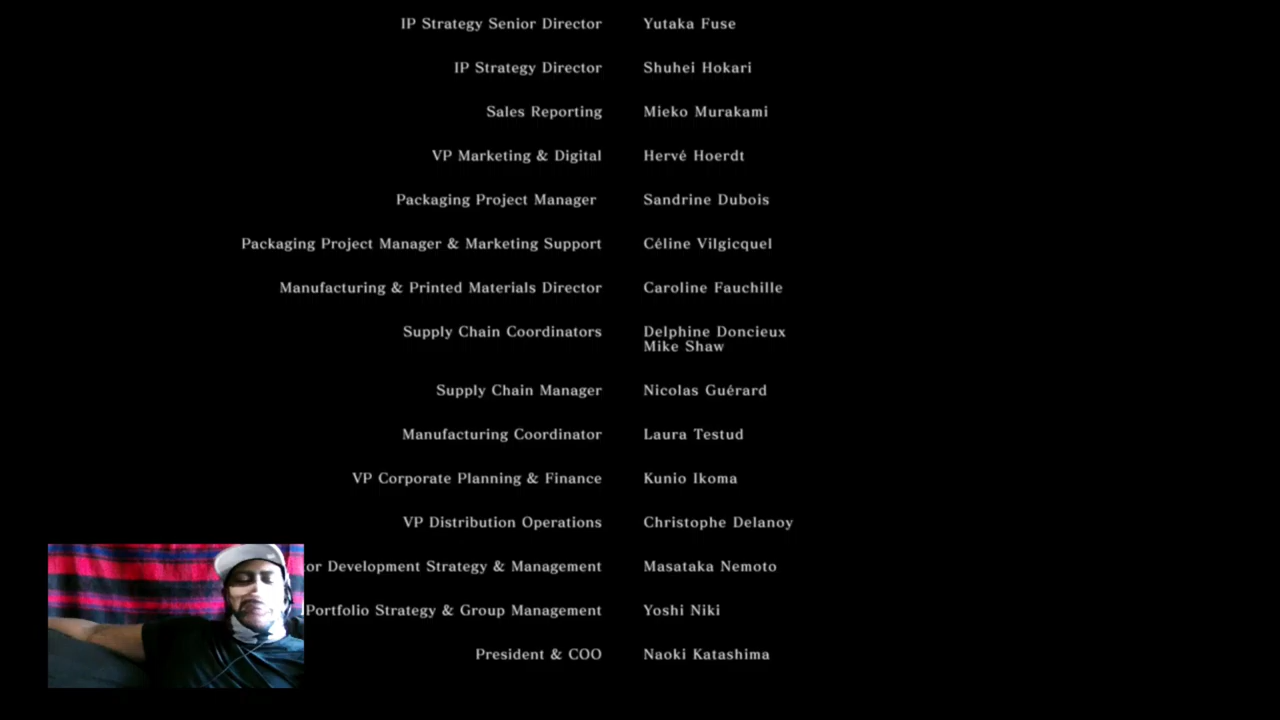 IP Strategy Senior Director Yutaka Fuse
IP Strategy Director Shuhei Hokari
Sales Reporting Mieko Murakami
VP Marketing & Digital Hervé Hoerdt
Packaging Project Manager Sandrine Dubois
Packaging Project Manager & Marketing Support Céline Vilgicquel
Manufacturing & Printed Materials Director Caroline Fauchille
Supply Chain Coordinators Delphine Doncieux
Mike Shaw
Supply Chain Manager Nicolas Guérard
Manufacturing Coordinator Laura Testud
VP Corporate Planning & Finance Kunio Ikoma
VP Distribution Operations Christophe Delanoy
or Development Strategy & Management Masataka Nemoto
Portfolio Strategy & Group Management Yoshi Niki
President & COO Naoki Katashima